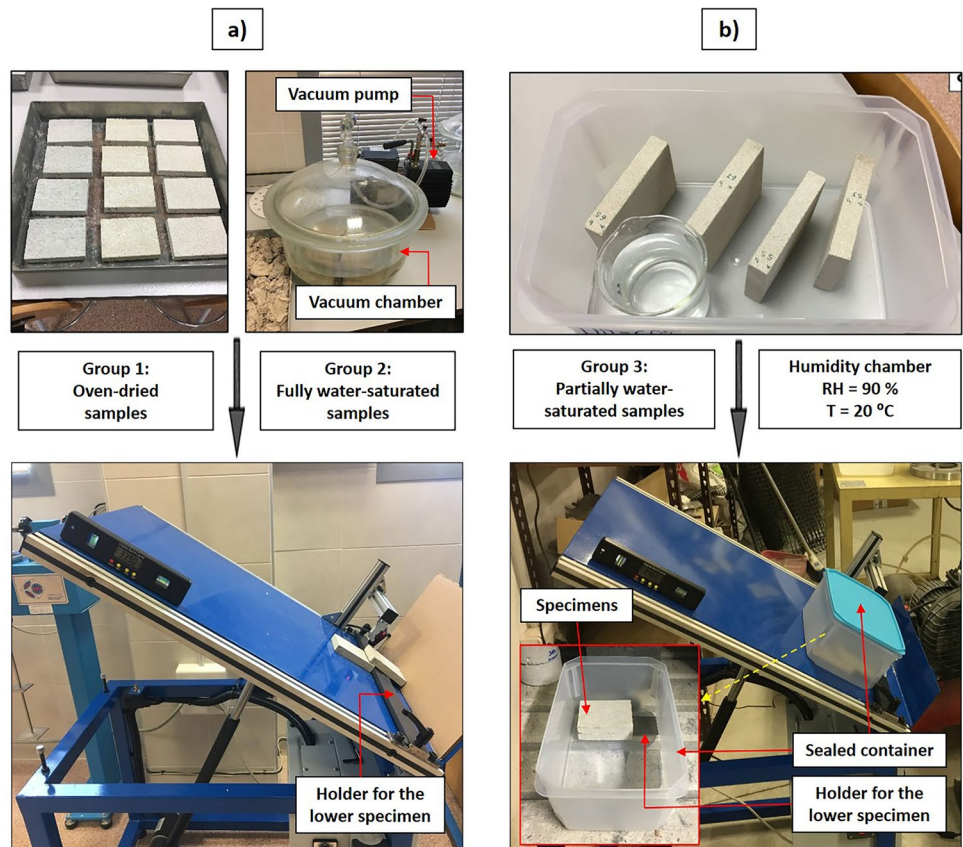 a)
b)
Vacuum pump
Vacuum chamber
Group 1:
Oven-dried
samples
Group 2:
Fully water-saturated
samples
Group 3:
Partially water-
saturated samples
Humidity chamber
RH = 90 %
T = 20 ºC
Holder for the
lower specimen
Specimens
Sealed container
Holder for the
lower specimen